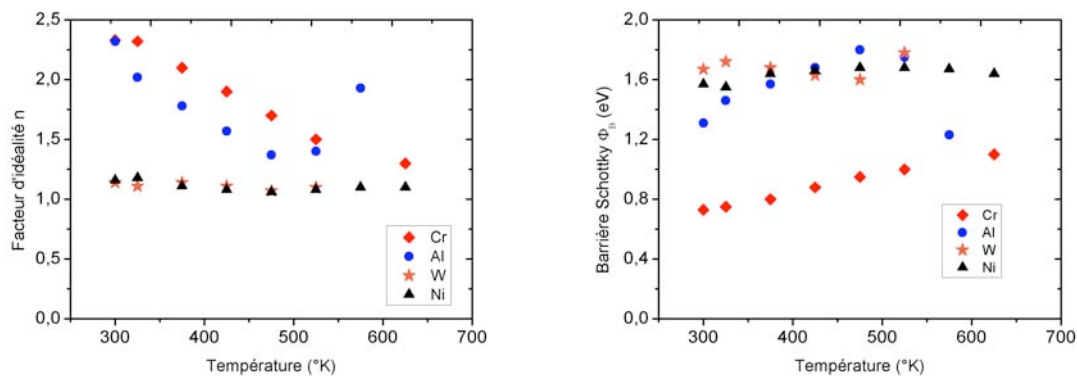 Facteur d'idéalité n
2,5
2,0
1,5
1,0
0,5
0,0
300
400
500
600
700
Température (°K)
Cr
Al
W
Ni
Barrière Schottky Φ_B (eV)
2,0
1,6
1,2
0,8
0,4
0,0
300
400
500
600
700
Température (°K)
Cr
Al
W
Ni